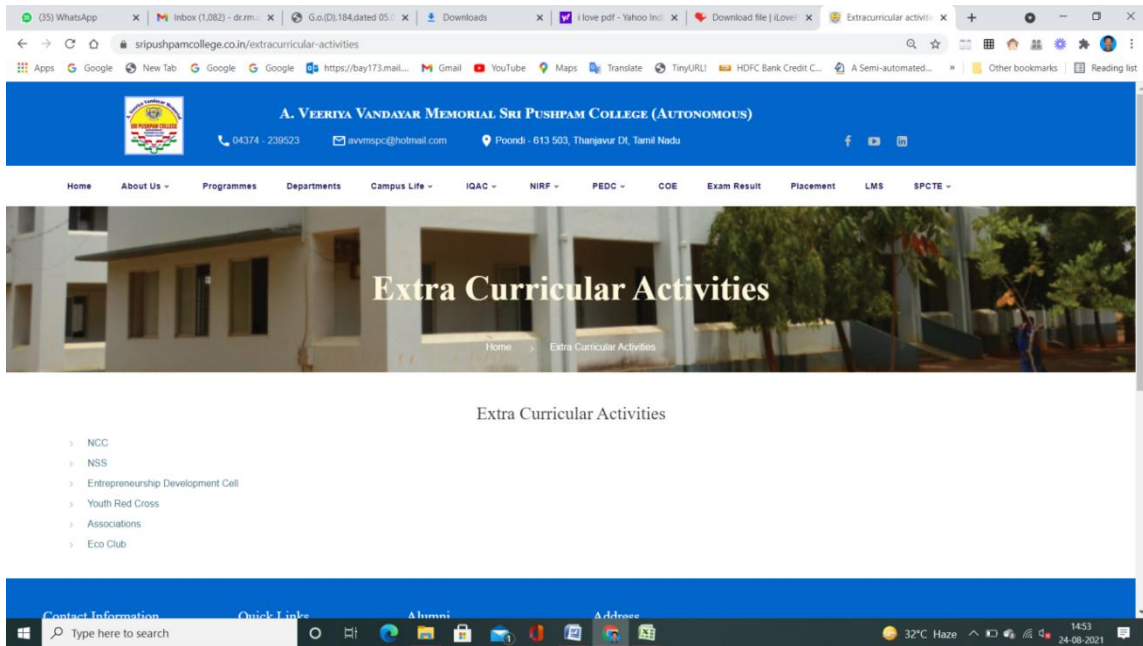 (35) WhatsApp
Inbox (1,082) - dr.rm.
G.o.(D).184,dated 05.
Downloads
i love pdf - Yahoo Ind
Download file | iLoveP
Extracurricular activiti
sripushpamcollege.co.in/extracurricular-activities
Apps Google New Tab Google Google https://bay173.mail.... Gmail YouTube Maps Translate TinyURL! HDFC Bank Credit C... A Semi-automated... » Other bookmarks Reading list
A. Veeriya Vandayar Memorial Sri Pushpam College (Autonomous)
SRI PUSHPAM COLLEGE
04374 - 239523 avvmspc@hotmail.com Poondi - 613 503, Thanjavur Dt, Tamil Nadu
Home About Us Programmes Departments Campus Life IQAC NIRF PEDC COE Exam Result Placement LMS SPCTE
Extra Curricular Activities
Home > Extra Curricular Activities
Extra Curricular Activities
> NCC
> NSS
> Entrepreneurship Development Cell
> Youth Red Cross
> Associations
> Eco Club
Contact Information Quick Links Alumni Address
Type here to search
32°C Haze
14:53
24-08-2021